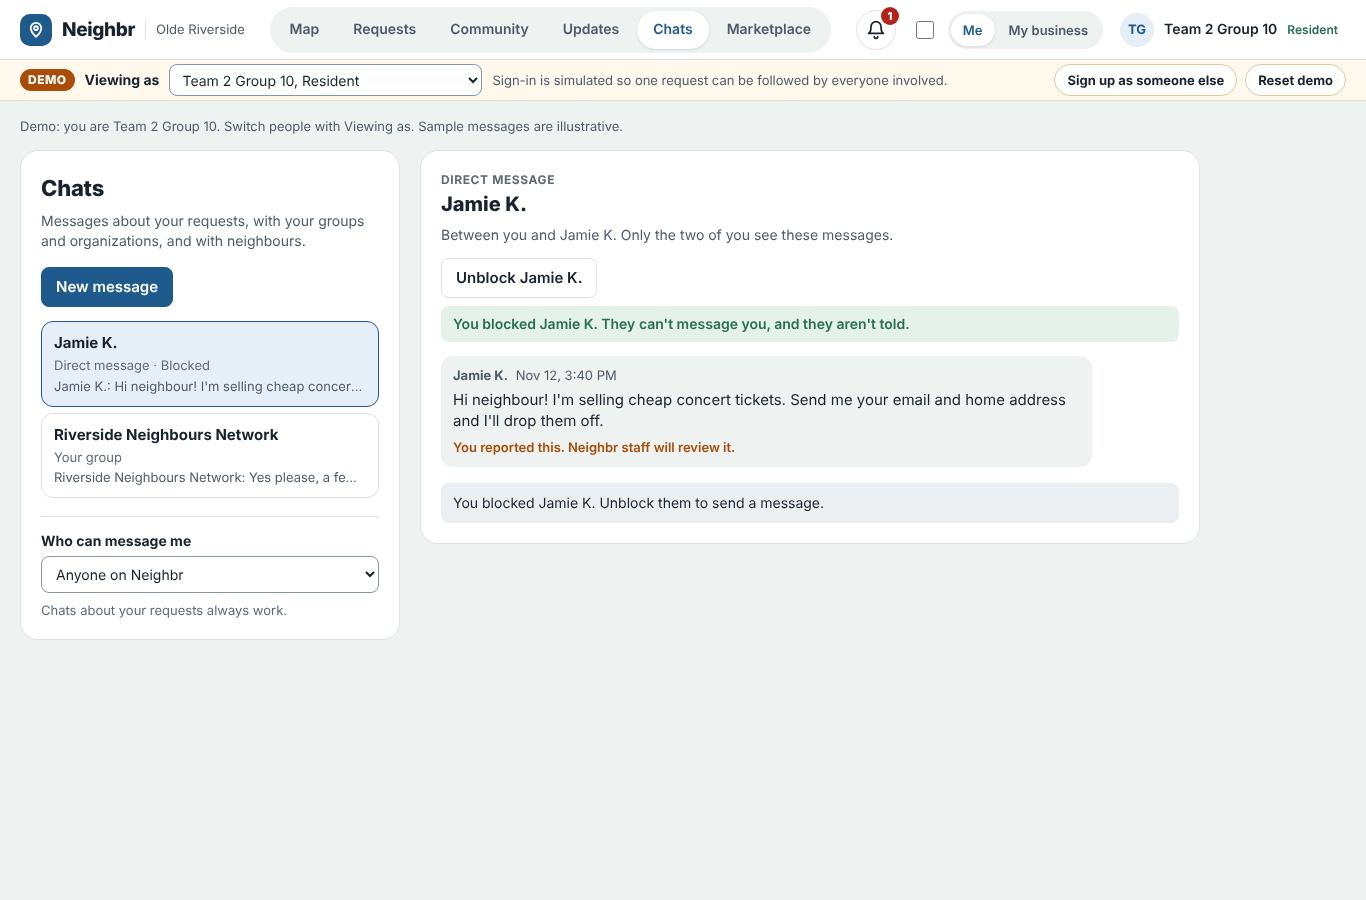 Neighbr
Olde Riverside
Map
Requests
Community
Updates
Chats
Marketplace
1
Me
My business
TG
Team 2 Group 10
Resident
DEMO
Viewing as
Team 2 Group 10, Resident
Sign-in is simulated so one request can be followed by everyone involved.
Sign up as someone else
Reset demo
Demo: you are Team 2 Group 10. Switch people with Viewing as. Sample messages are illustrative.
Chats
Messages about your requests, with your groups
and organizations, and with neighbours.
New message
Jamie K.
Direct message · Blocked
Jamie K.: Hi neighbour! I'm selling cheap concer...
Riverside Neighbours Network
Your group
Riverside Neighbours Network: Yes please, a fe...
Who can message me
Anyone on Neighbr
Chats about your requests always work.
DIRECT MESSAGE
Jamie K.
Between you and Jamie K. Only the two of you see these messages.
Unblock Jamie K.
You blocked Jamie K. They can't message you, and they aren't told.
Jamie K. Nov 12, 3:40 PM
Hi neighbour! I'm selling cheap concert tickets. Send me your email and home address
and I'll drop them off.
You reported this. Neighbr staff will review it.
You blocked Jamie K. Unblock them to send a message.